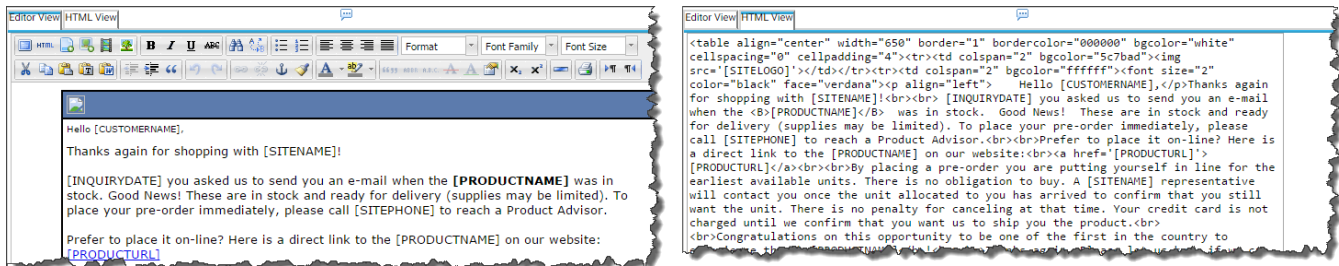 Editor View HTML View
HTML B I U ABC Format Font Family Font Size
A ab A A X₂ X²
Hello [CUSTOMERNAME],
Thanks again for shopping with [SITENAME]!
[INQUIRYDATE] you asked us to send you an e-mail when the [PRODUCTNAME] was in
stock. Good News! These are in stock and ready for delivery (supplies may be limited). To
place your pre-order immediately, please call [SITEPHONE] to reach a Product Advisor.
Prefer to place it on-line? Here is a direct link to the [PRODUCTNAME] on our website:
[PRODUCTURL]
Editor View HTML View
<table align="center" width="650" border="1" bordercolor="000000" bgcolor="white"
cellspacing="0" cellpadding="4"><tr><td colspan="2" bgcolor="5c7bad"><img
src='[SITELOGO]'></td></tr><tr><td colspan="2" bgcolor="ffffff"><font size="2"
color="black" face="verdana"><p align="left">    Hello [CUSTOMERNAME],</p>Thanks again
for shopping with [SITENAME]!<br><br> [INQUIRYDATE] you asked us to send you an e-mail
when the <B>[PRODUCTNAME]</B>  was in stock.  Good News!  These are in stock and ready
for delivery (supplies may be limited). To place your pre-order immediately, please
call [SITEPHONE] to reach a Product Advisor.<br><br>Prefer to place it on-line? Here is
a direct link to the [PRODUCTNAME] on our website:<br><a href='[PRODUCTURL]'>
[PRODUCTURL]</a><br><br>By placing a pre-order you are putting yourself in line for the
earliest available units. There is no obligation to buy. A [SITENAME] representative
will contact you once the unit allocated to you has arrived to confirm that you still
want the unit. There is no penalty for canceling at that time. Your credit card is not
charged until we confirm that you want us to ship you the product.<br>
<br>Congratulations on this opportunity to be one of the first in the country to